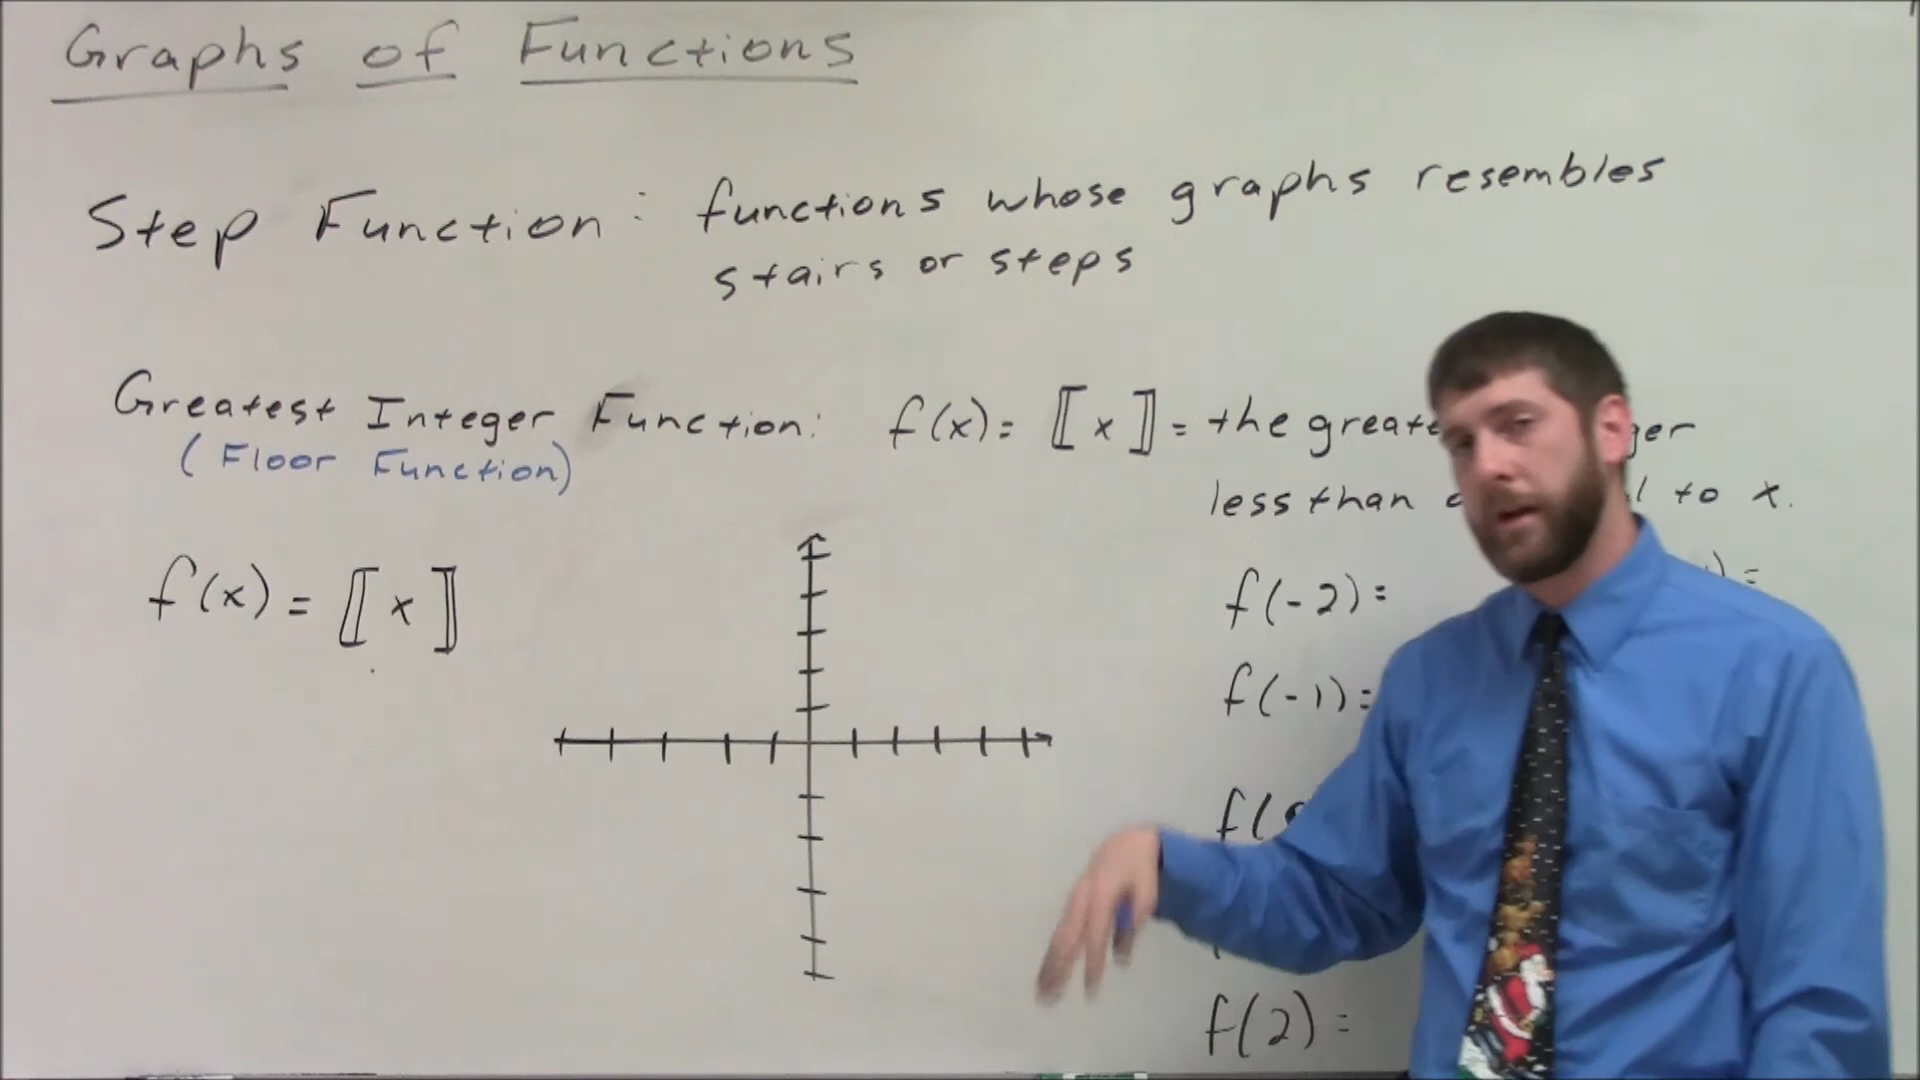 Graphs of Functions
Step Function: functions whose graphs resembles
stairs or steps
Greatest Integer Function: f(x) = ⟦x⟧ = the
(Floor Function)
less than to x.
f(x) = ⟦x⟧
f(-2) =
f(-1) =
f(2) =